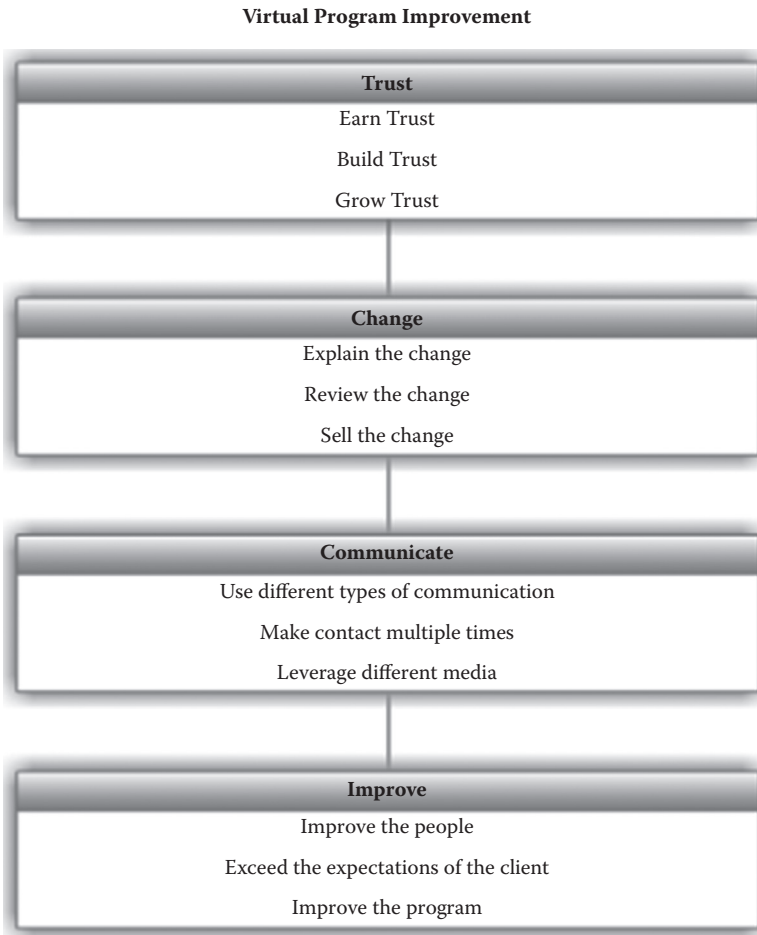 Virtual Program Improvement
Trust
Earn Trust
Build Trust
Grow Trust
Change
Explain the change
Review the change
Sell the change
Communicate
Use different types of communication
Make contact multiple times
Leverage different media
Improve
Improve the people
Exceed the expectations of the client
Improve the program